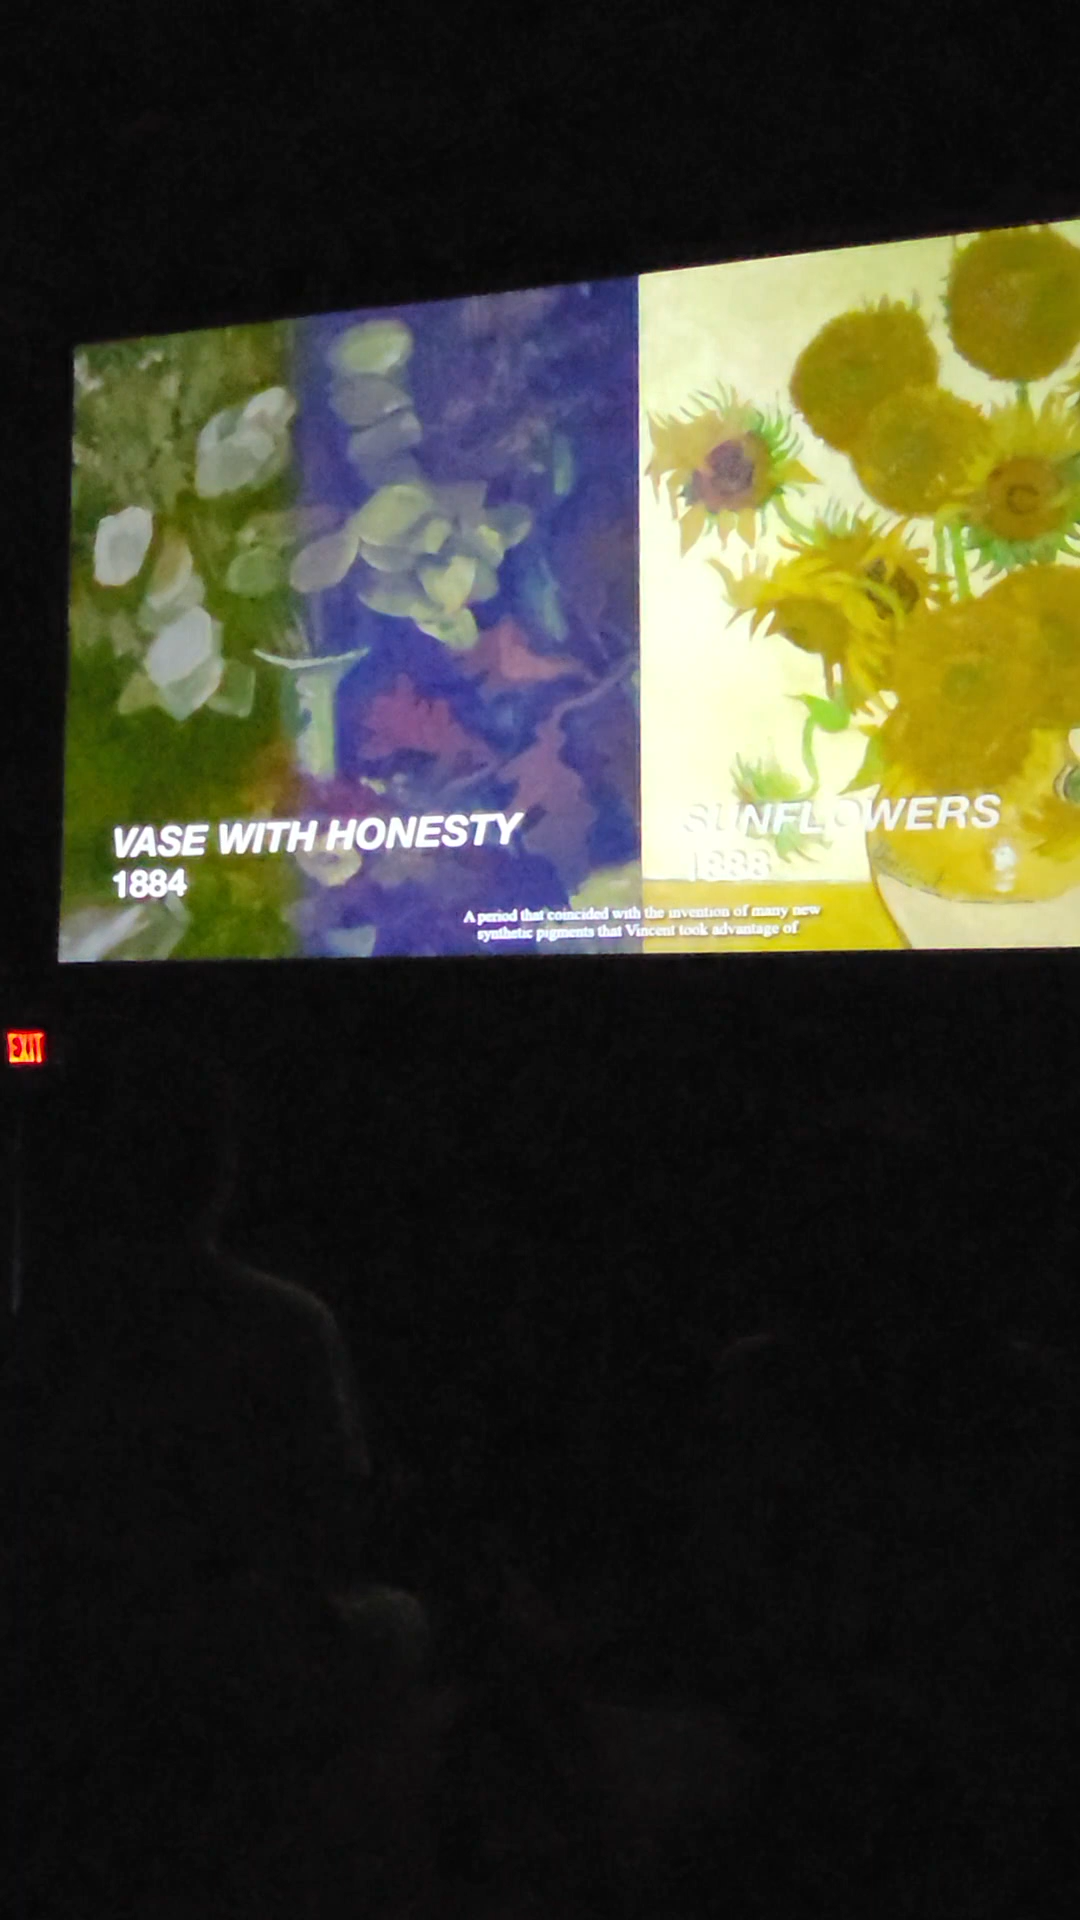 VASE WITH HONESTY
1884
SUNFLOWERS
1888
A period that coincided with the invention of many new
synthetic pigments that Vincent took advantage of
EXIT